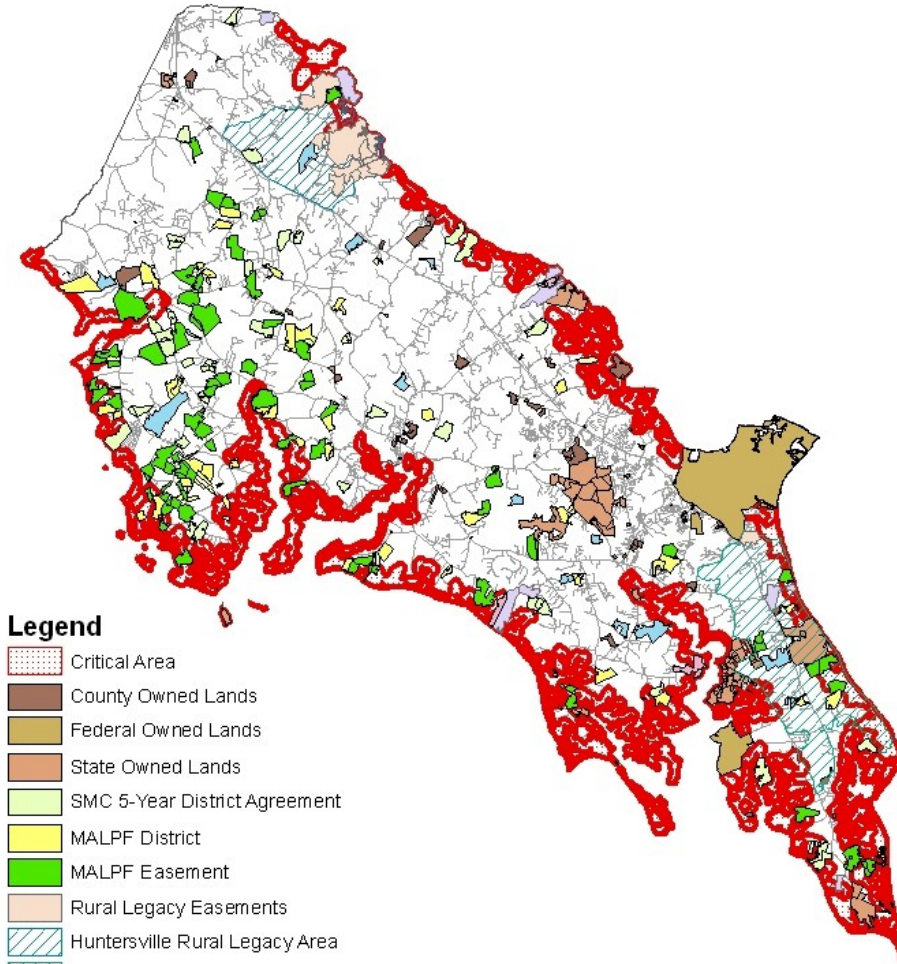 Legend
Critical Area
County Owned Lands
Federal Owned Lands
State Owned Lands
SMC 5-Year District Agreement
MALPF District
MALPF Easement
Rural Legacy Easements
Huntersville Rural Legacy Area